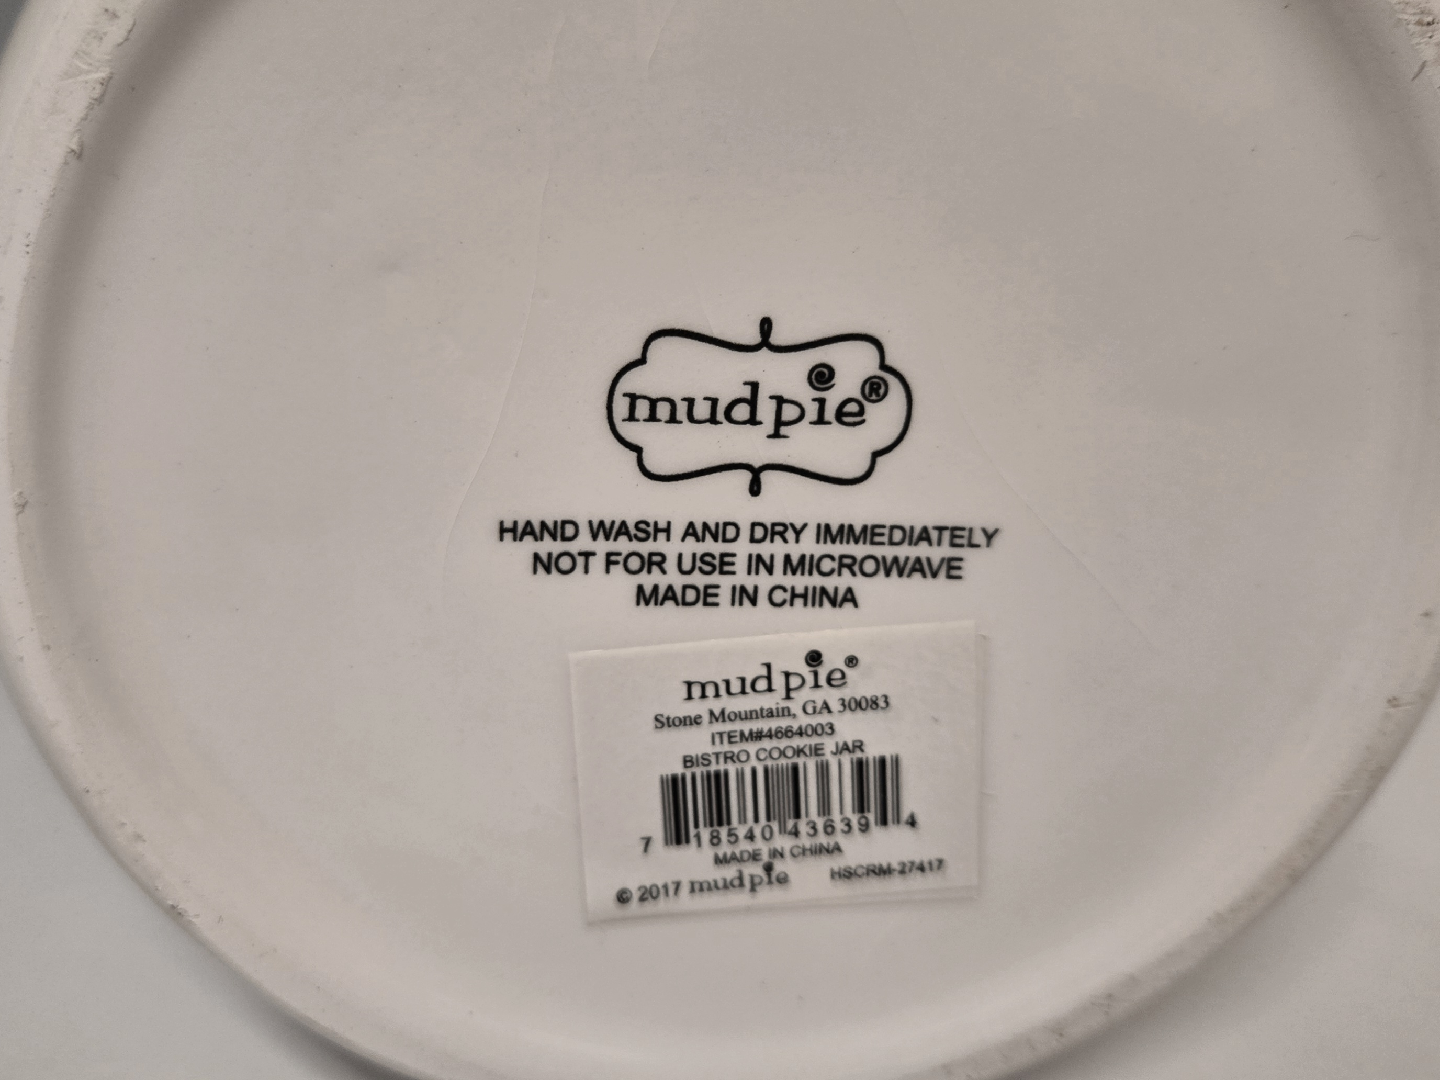 mudpie®
HAND WASH AND DRY IMMEDIATELY
NOT FOR USE IN MICROWAVE
MADE IN CHINA
mudpie®
Stone Mountain, GA 30083
ITEM#4664003
BISTRO COOKIE JAR
7 18540 43639 4
MADE IN CHINA
© 2017 mudpie HSCRM-27417